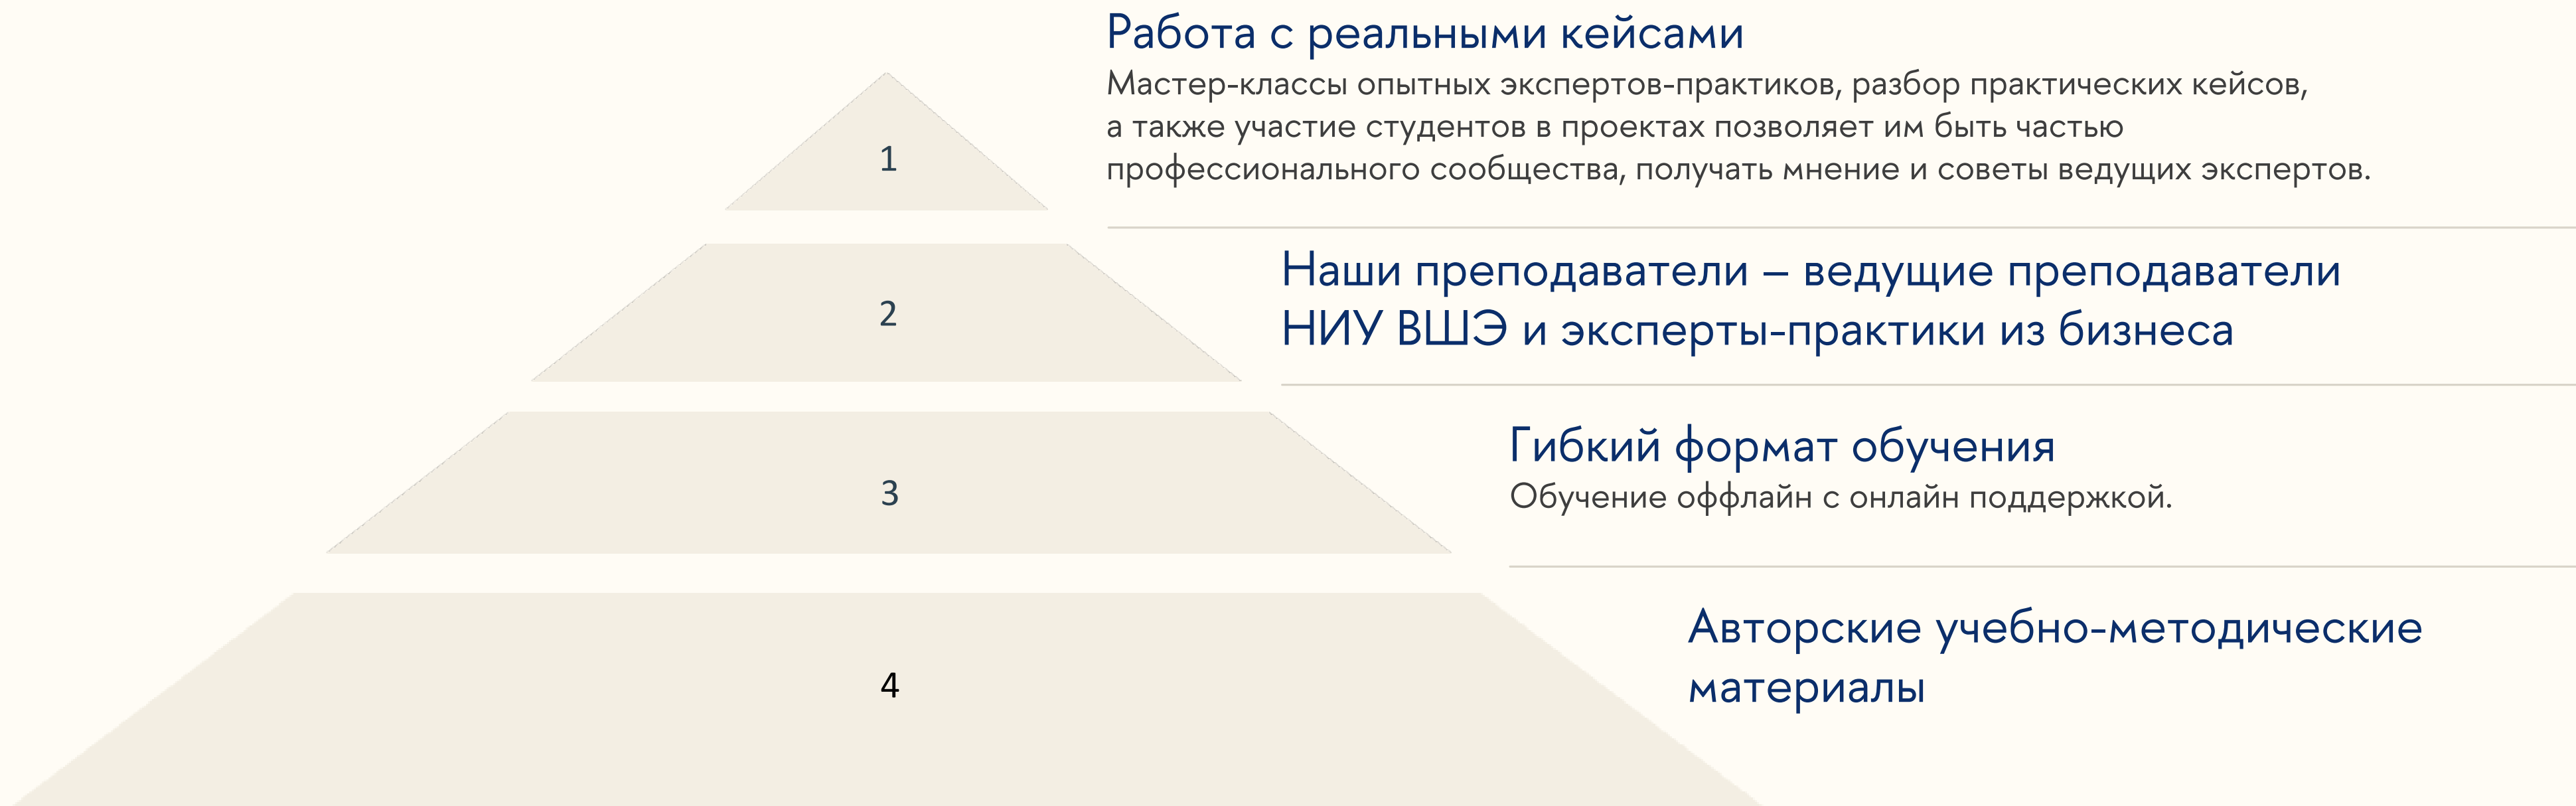 Работа с реальными кейсами
Мастер-классы опытных экспертов-практиков, разбор практических кейсов,
а также участие студентов в проектах позволяет им быть частью
профессионального сообщества, получать мнение и советы ведущих экспертов.
1
Наши преподаватели – ведущие преподаватели
НИУ ВШЭ и эксперты-практики из бизнеса
2
Гибкий формат обучения
Обучение оффлайн с онлайн поддержкой.
3
Авторские учебно-методические
материалы
4